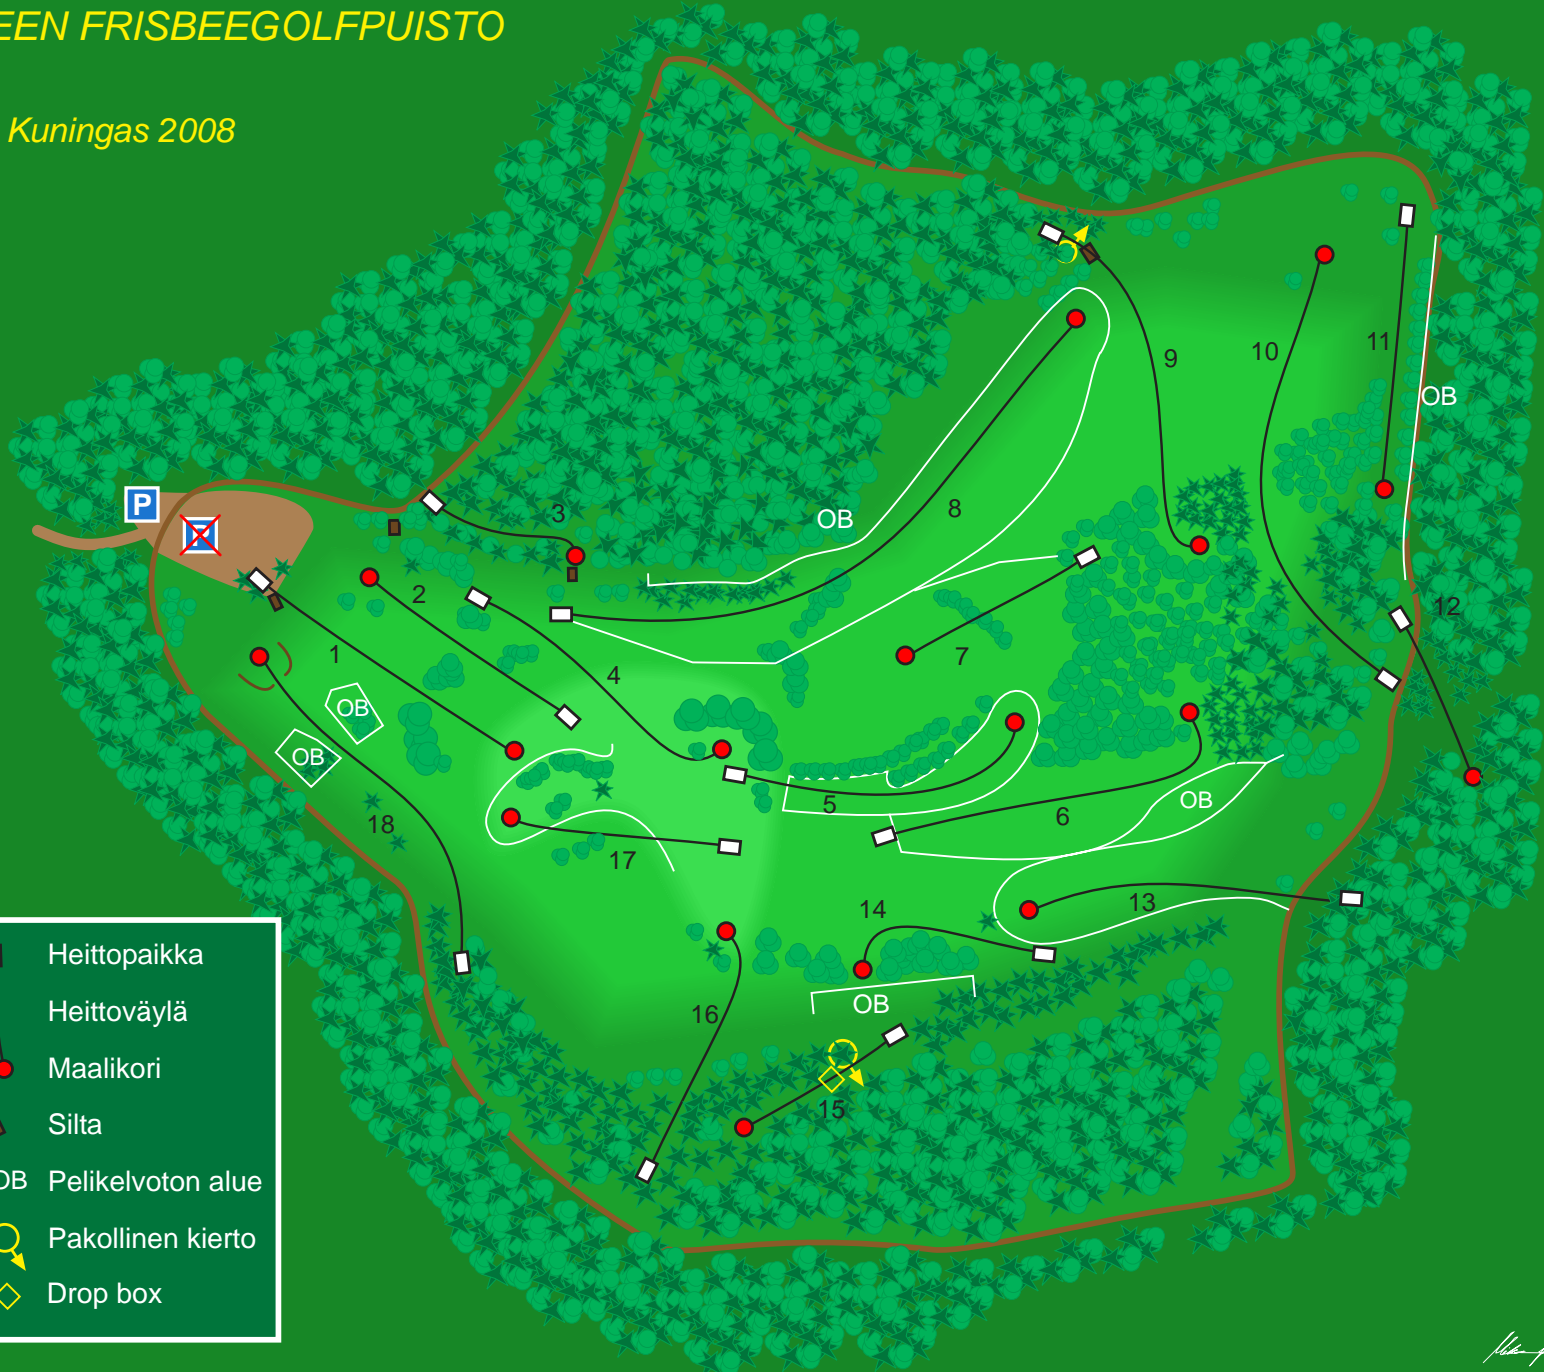 EEN FRISBEEGOLFPUISTO
Kuningas 2008
P
P
1
2
3
4
5
6
7
8
9
10
11
12
13
14
15
16
17
18
OB
OB
OB
OB
OB
OB
Heittopaikka
Heittoväylä
Maalikori
Silta
OB Pelikelvoton alue
Pakollinen kierto
Drop box